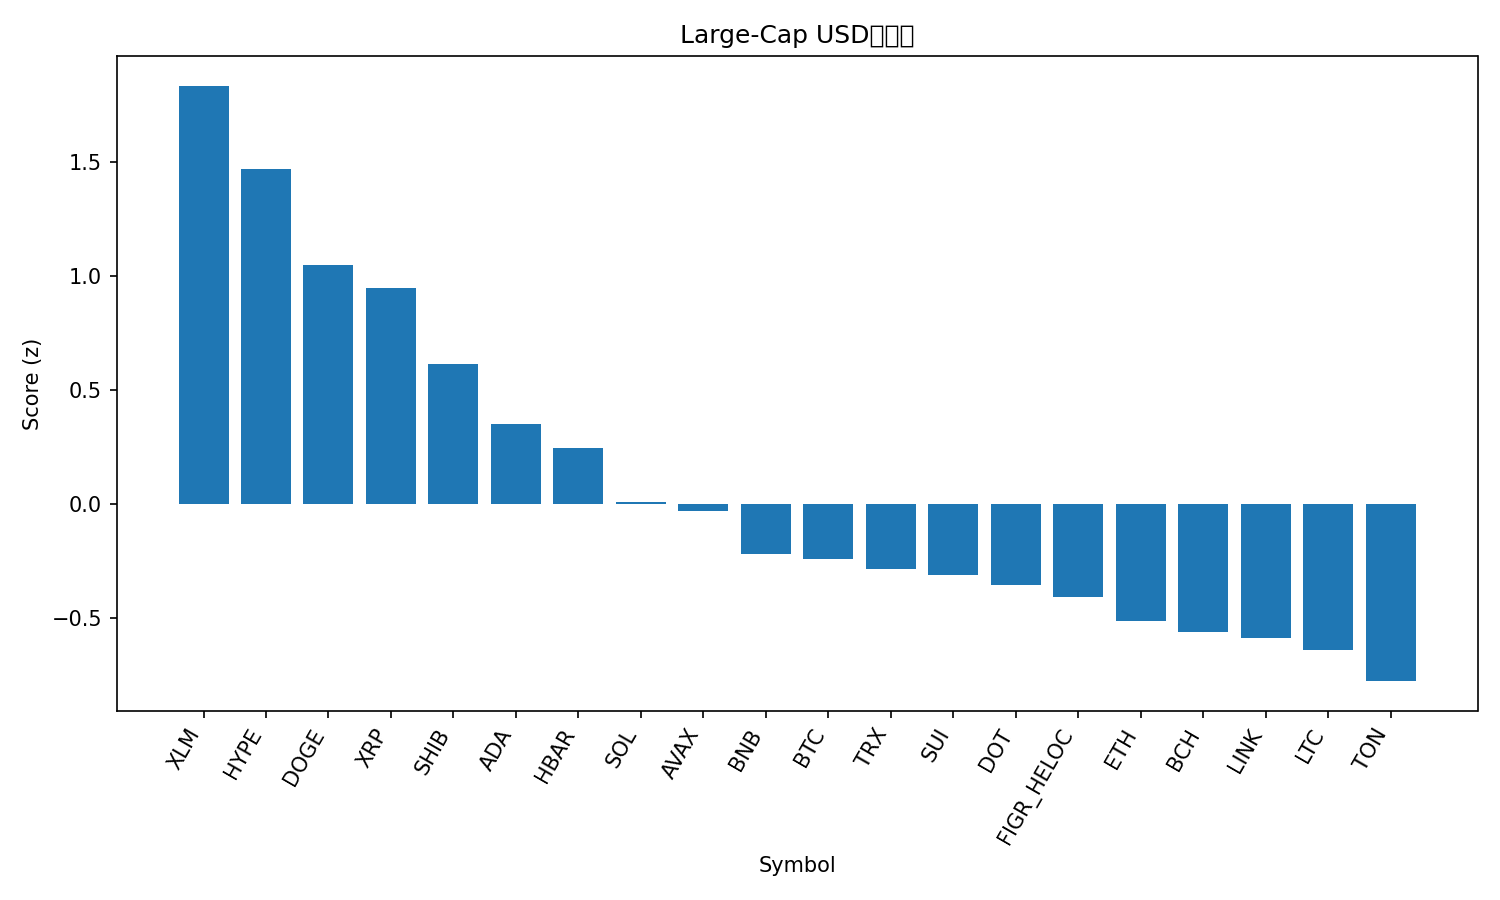 Large-Cap USD
1.5
1.0
0.5
0.0
−0.5
Score (z)
XLM
HYPE
DOGE
XRP
SHIB
ADA
HBAR
SOL
AVAX
BNB
BTC
TRX
SUI
DOT
FIGR_HELOC
ETH
BCH
LINK
LTC
TON
Symbol